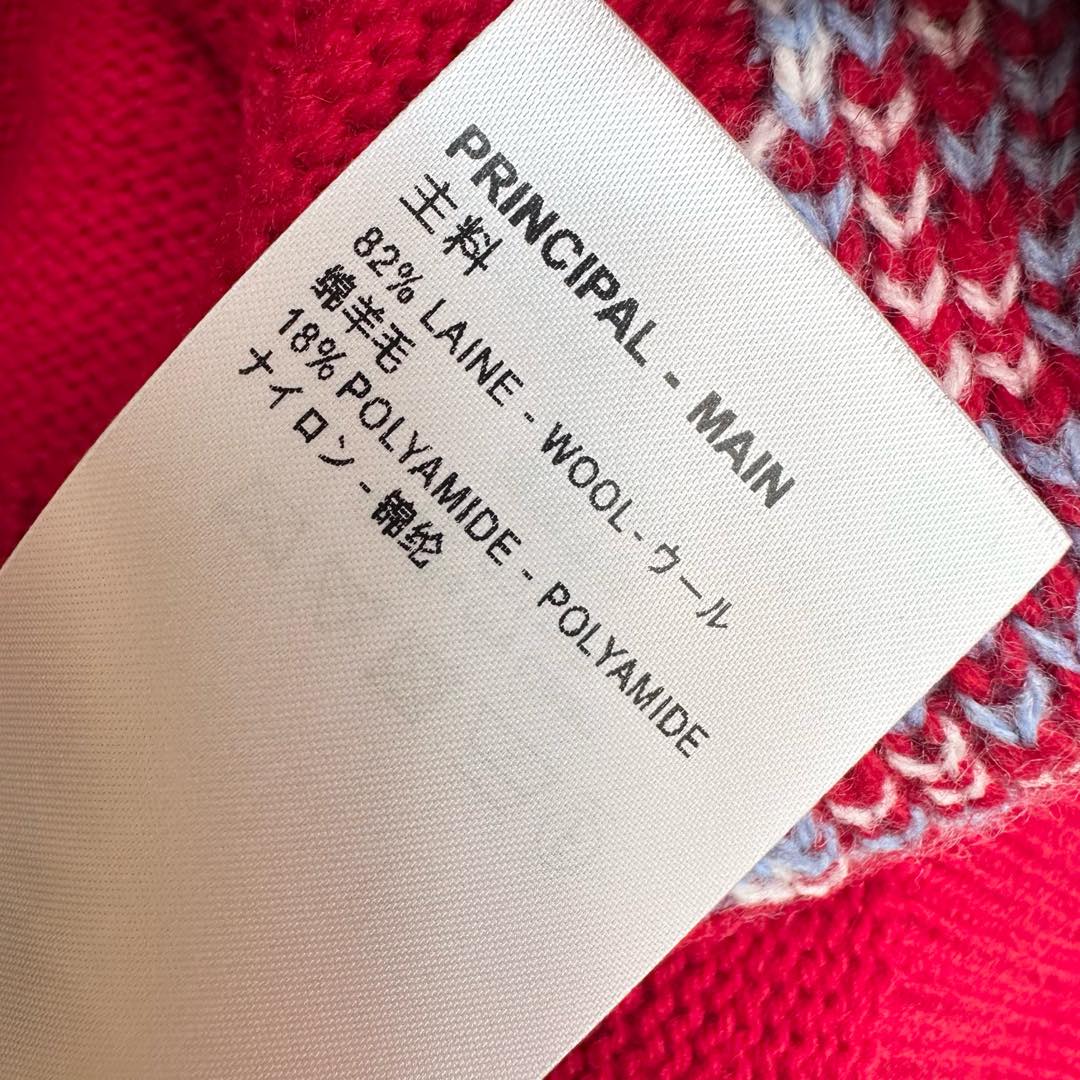 PRINCIPAL - MAIN
主料
82% LAINE - WOOL - ウール
绵羊毛
18% POLYAMIDE - POLYAMIDE
ナイロン - 锦纶